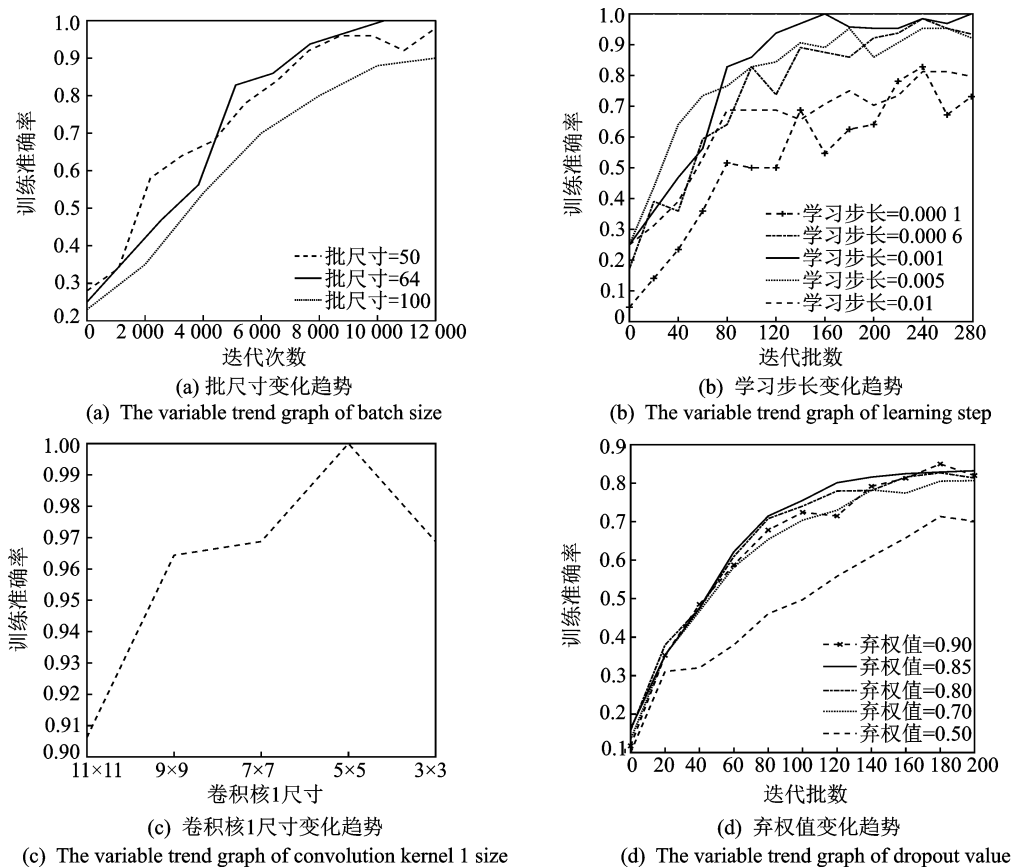 1.0
0.9
0.8
0.7
0.6
0.5
0.4
0.3
0.2
训练准确率
批尺寸=50
批尺寸=64
批尺寸=100
0 2 000 4 000 6 000 8 000 10 000 12 000
迭代次数
(a) 批尺寸变化趋势
(a) The variable trend graph of batch size
1.0
0.9
0.8
0.7
0.6
0.5
0.4
0.3
0.2
0.1
0
训练准确率
学习步长=0.000 1
学习步长=0.000 6
学习步长=0.001
学习步长=0.005
学习步长=0.01
0 40 80 120 160 200 240 280
迭代批数
(b) 学习步长变化趋势
(b) The variable trend graph of learning step
1.00
0.99
0.98
0.97
0.96
0.95
0.94
0.93
0.92
0.91
0.90
训练准确率
11×11 9×9 7×7 5×5 3×3
卷积核1尺寸
(c) 卷积核1尺寸变化趋势
(c) The variable trend graph of convolution kernel 1 size
0.9
0.8
0.7
0.6
0.5
0.4
0.3
0.2
0.1
训练准确率
弃权值=0.90
弃权值=0.85
弃权值=0.80
弃权值=0.70
弃权值=0.50
0 20 40 60 80 100 120 140 160 180 200
迭代批数
(d) 弃权值变化趋势
(d) The variable trend graph of dropout value